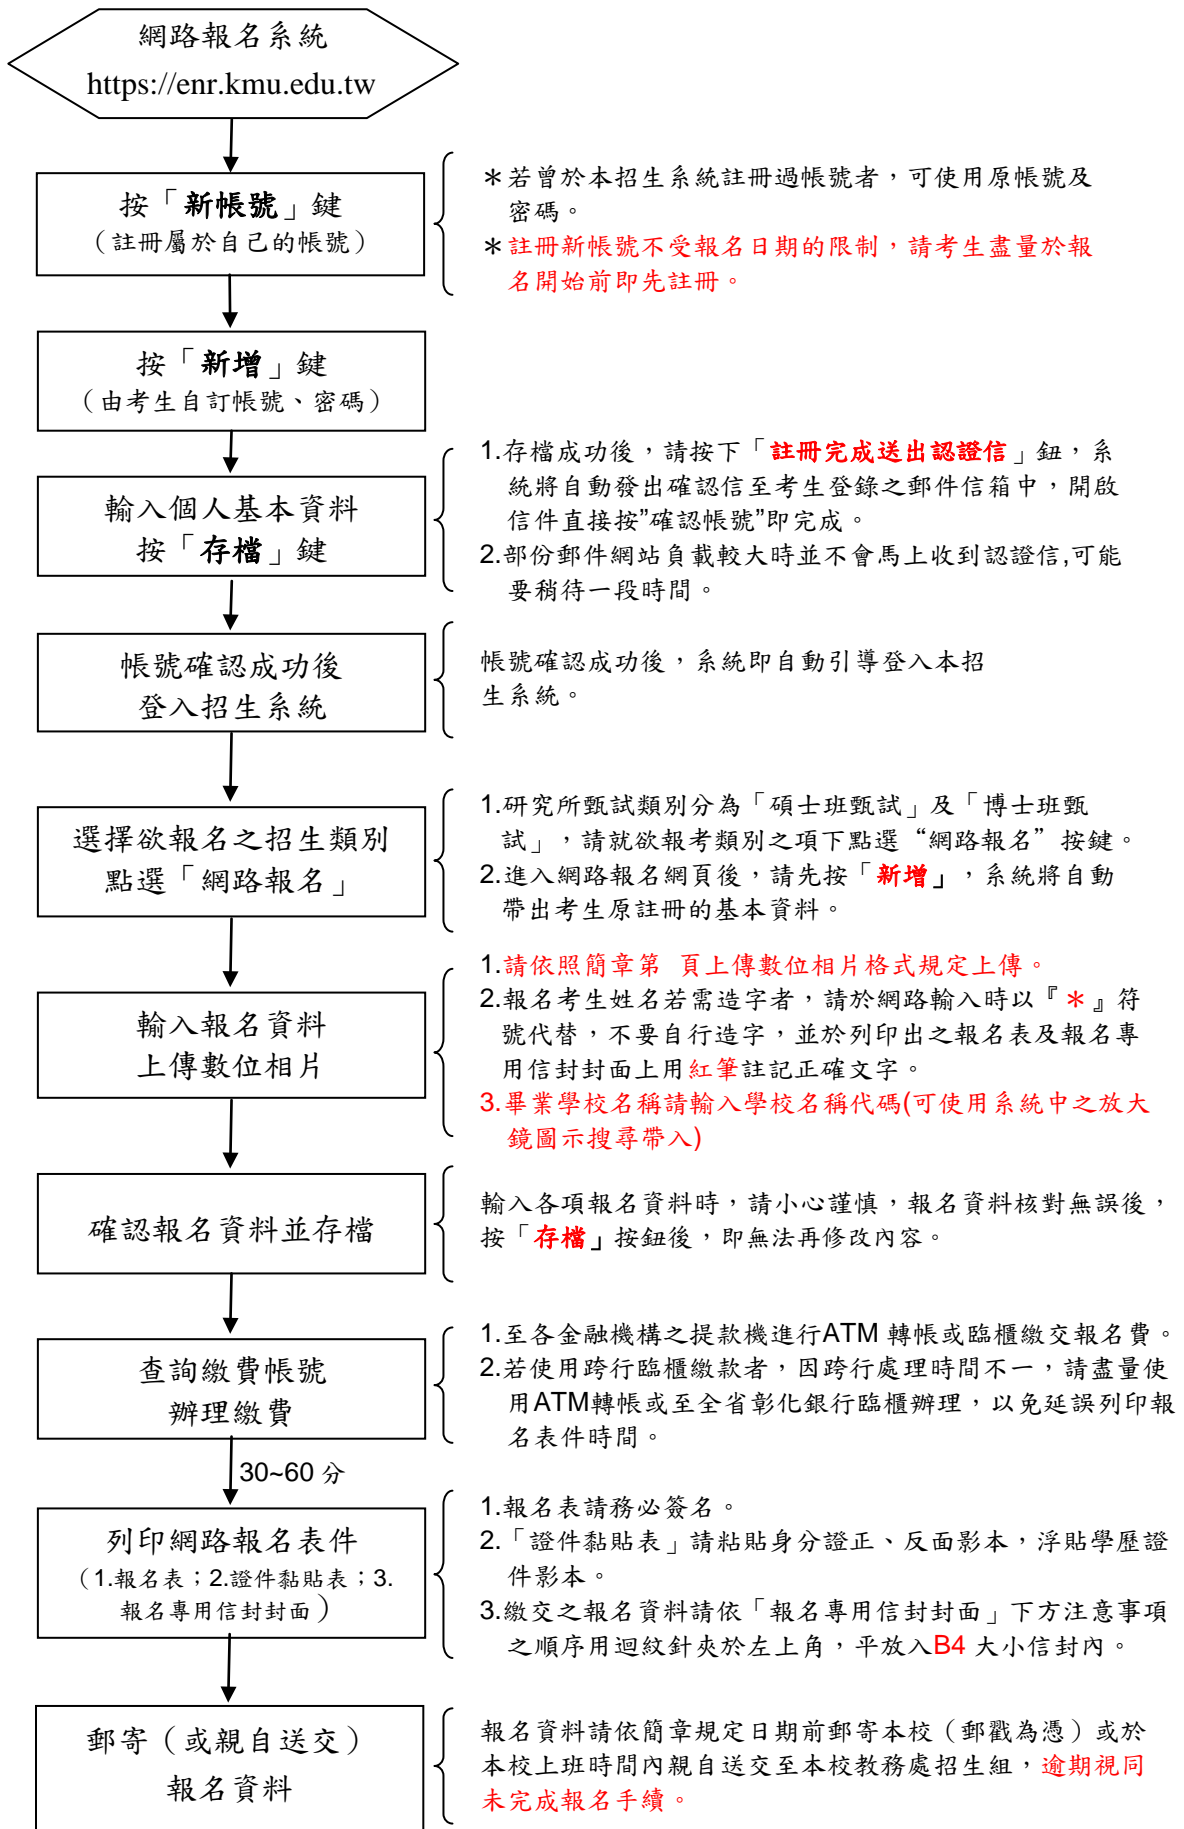 網路報名系統
https://enr.kmu.edu.tw
按「新帳號」鍵
（註冊屬於自己的帳號）
＊若曾於本招生系統註冊過帳號者，可使用原帳號及
密碼。
＊註冊新帳號不受報名日期的限制，請考生盡量於報
名開始前即先註冊。
按「新增」鍵
（由考生自訂帳號、密碼）
輸入個人基本資料
按「存檔」鍵
1.存檔成功後，請按下「註冊完成送出認證信」鈕，系
統將自動發出確認信至考生登錄之郵件信箱中，開啟
信件直接按”確認帳號”即完成。
2.部份郵件網站負載較大時並不會馬上收到認證信,可能
要稍待一段時間。
帳號確認成功後
登入招生系統
帳號確認成功後，系統即自動引導登入本招
生系統。
選擇欲報名之招生類別
點選「網路報名」
1.研究所甄試類別分為「碩士班甄試」及「博士班甄
試」，請就欲報考類別之項下點選“網路報名”按鍵。
2.進入網路報名網頁後，請先按「新增」，系統將自動
帶出考生原註冊的基本資料。
輸入報名資料
上傳數位相片
1.請依照簡章第 頁上傳數位相片格式規定上傳。
2.報名考生姓名若需造字者，請於網路輸入時以『＊』符
號代替，不要自行造字，並於列印出之報名表及報名專
用信封封面上用紅筆註記正確文字。
3.畢業學校名稱請輸入學校名稱代碼(可使用系統中之放大
鏡圖示搜尋帶入)
確認報名資料並存檔
輸入各項報名資料時，請小心謹慎，報名資料核對無誤後，
按「存檔」按鈕後，即無法再修改內容。
查詢繳費帳號
辦理繳費
1.至各金融機構之提款機進行ATM 轉帳或臨櫃繳交報名費。
2.若使用跨行臨櫃繳款者，因跨行處理時間不一，請盡量使
用ATM轉帳或至全省彰化銀行臨櫃辦理，以免延誤列印報
名表件時間。
30~60 分
列印網路報名表件
（1.報名表；2.證件黏貼表；3.
報名專用信封封面）
1.報名表請務必簽名。
2.「證件黏貼表」請粘貼身分證正、反面影本，浮貼學歷證
件影本。
3.繳交之報名資料請依「報名專用信封封面」下方注意事項
之順序用迴紋針夾於左上角，平放入B4 大小信封內。
郵寄（或親自送交）
報名資料
報名資料請依簡章規定日期前郵寄本校（郵戳為憑）或於
本校上班時間內親自送交至本校教務處招生組，逾期視同
未完成報名手續。